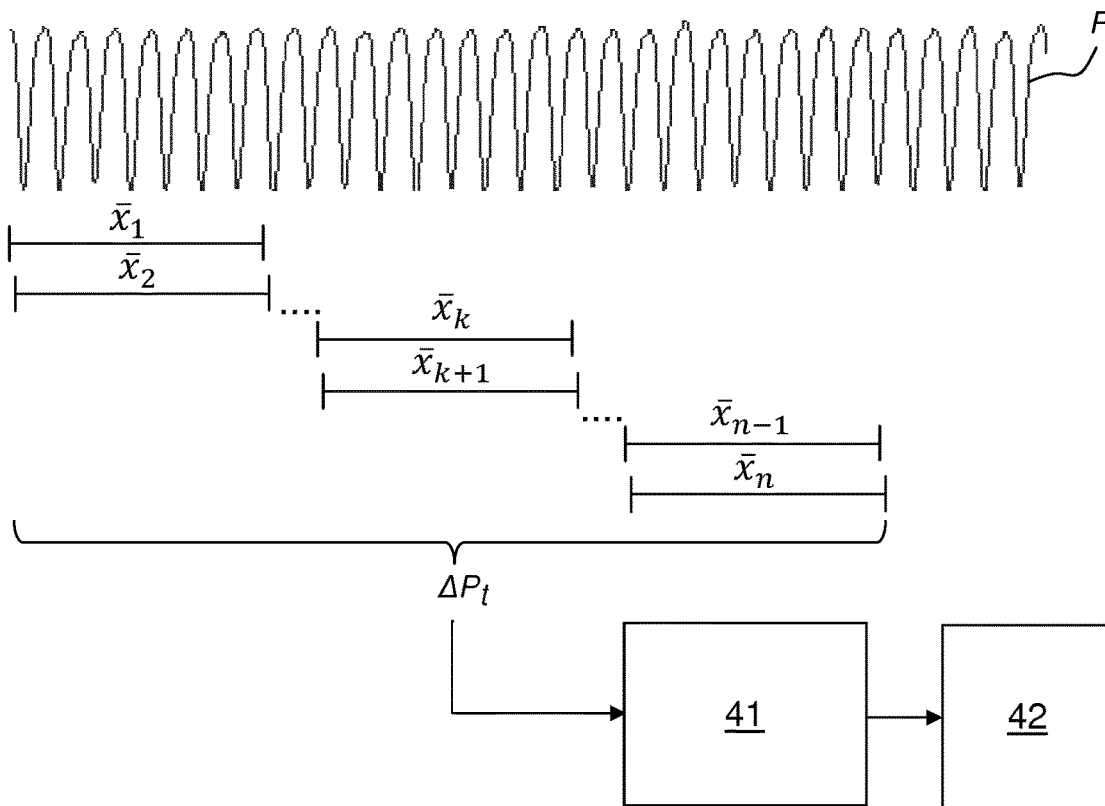 P
x̄₁
x̄₂
.....
x̄ₖ
x̄ₖ₊₁
.....
x̄ₙ₋₁
x̄ₙ
ΔPₜ
41
42